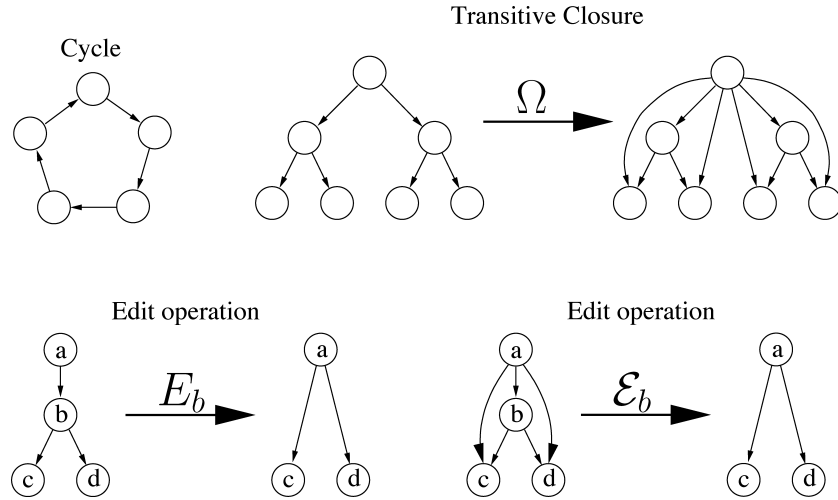 Transitive Closure
Cycle
Ω
Edit operation
Edit operation
a
a
a
a
E_b
ℰ_b
b
b
c
d
c
d
c
d
c
d